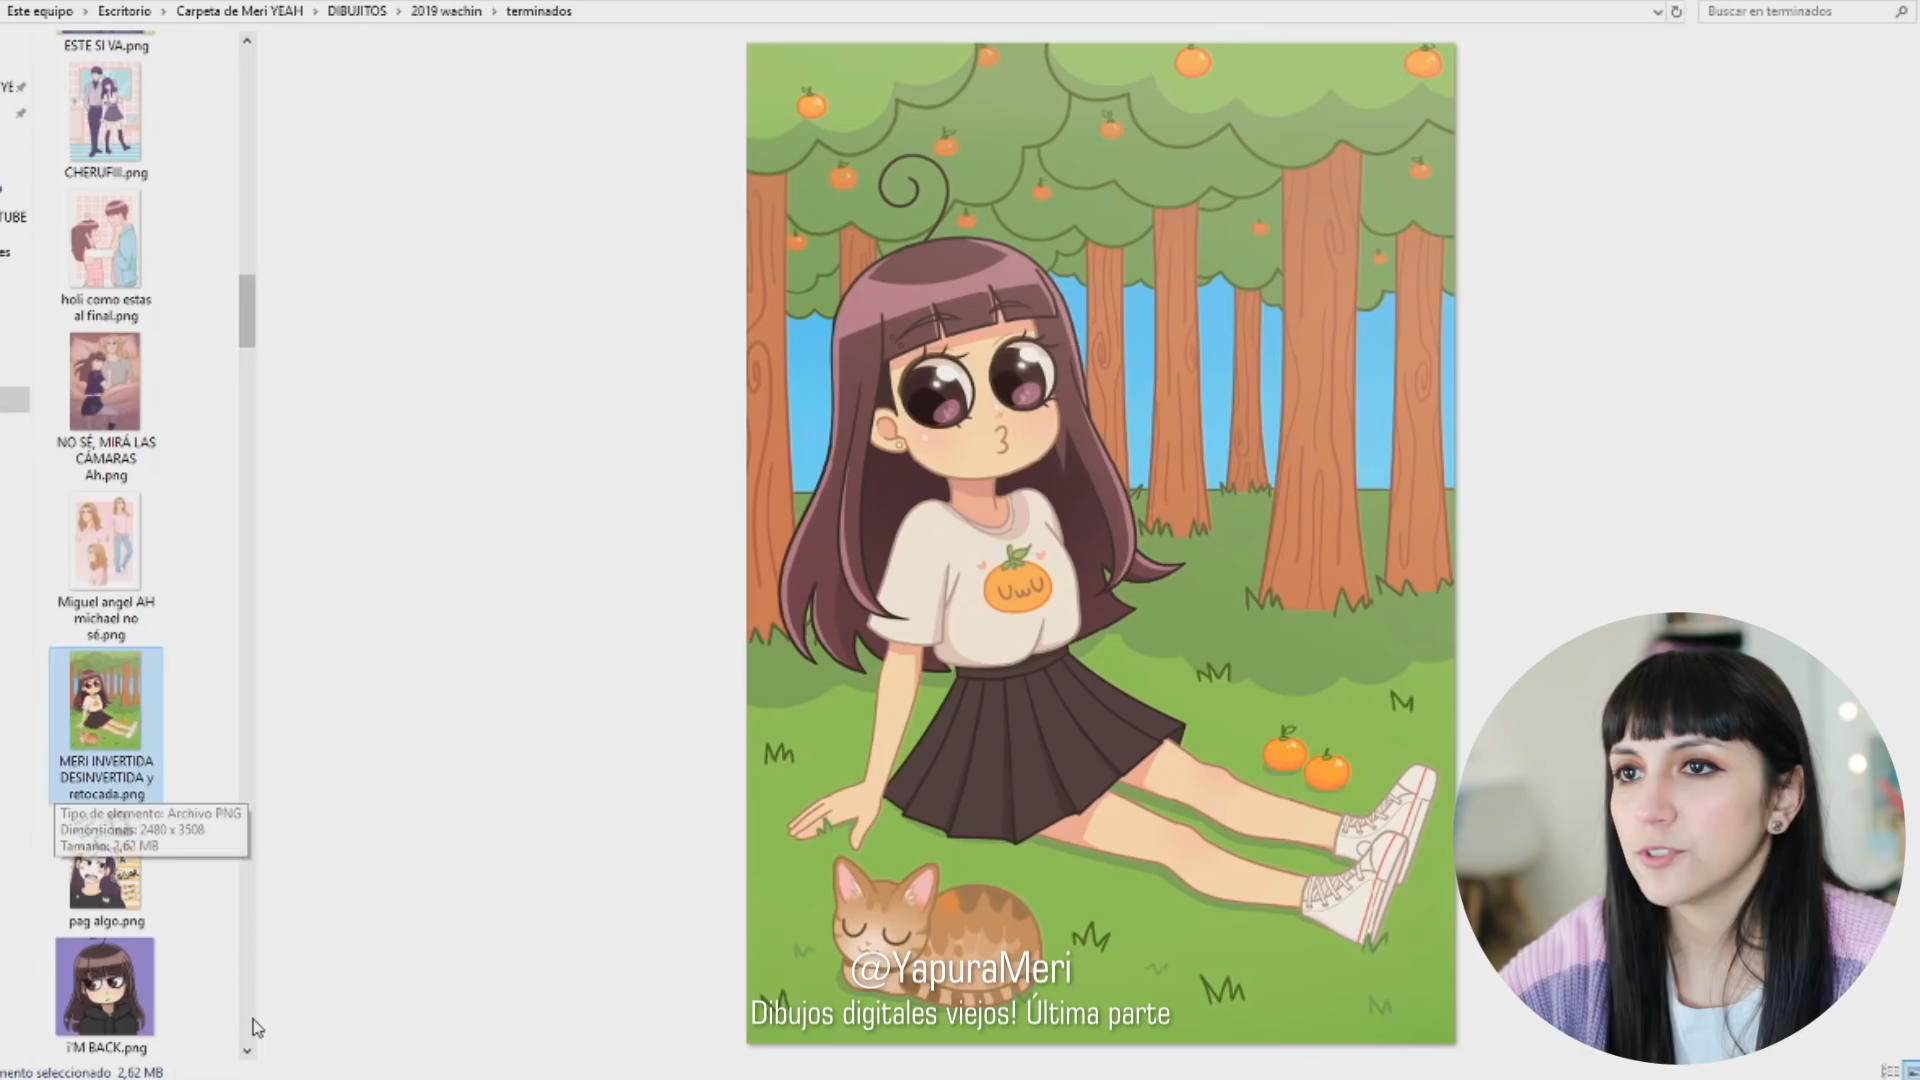 Este equipo > Escritorio > Carpeta de Meri YEAH > DIBUJITOS > 2019 wachin > terminados
Buscar en terminados
ESTE SI VA.png
CHERUFIII.png
holi como estas
al final.png
NO SÉ, MIRÁ LAS
CÁMARAS
Ah.png
Miguel angel AH
michael no
sé.png
MERI INVERTIDA
DESINVERTIDA y
retocada.png
Tipo de elemento: Archivo PNG
Dimensiones: 2480 x 3508
Tamaño: 2,62 MB
pag algo.png
i'M BACK.png
mento seleccionado 2,62 MB
YE
TUBE
es
UwU
@YapuraMeri
Dibujos digitales viejos! Última parte